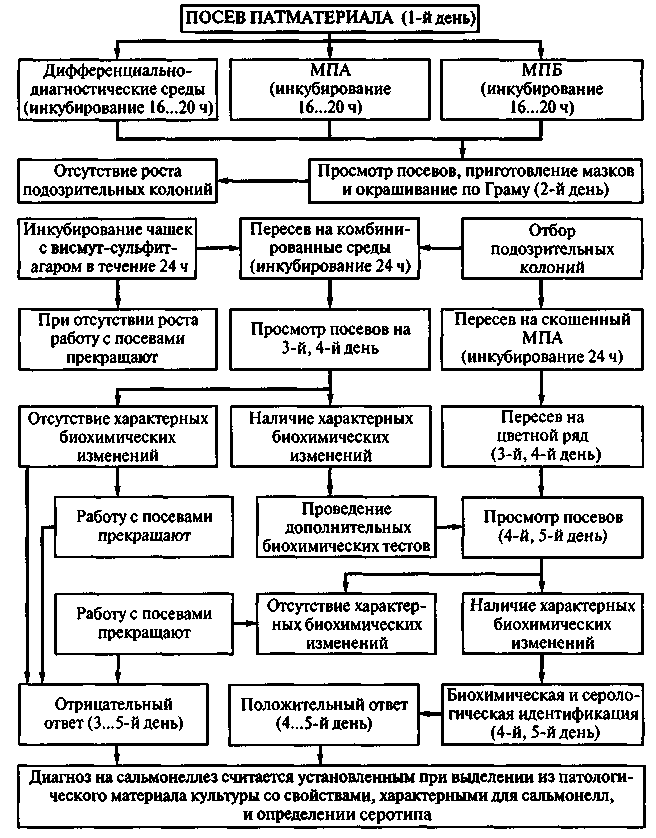 ПОСЕВ ПАТМАТЕРИАЛА (1-й день)
Дифференциально-
диагностические среды
(инкубирование 16...20 ч)
МПА
(инкубирование
16...20 ч)
МПБ
(инкубирование
16...20 ч)
Отсутствие роста
подозрительных колоний
Просмотр посевов, приготовление мазков
и окрашивание по Граму (2-й день)
Инкубирование чашек
с висмут-сульфит-
агаром в течение 24 ч
Пересев на комбини-
рованные среды
(инкубирование 24 ч)
Отбор
подозрительных
колоний
При отсутствии роста
работу с посевами
прекращают
Просмотр посевов на
3-й, 4-й день
Пересев на скошенный
МПА
(инкубирование 24 ч)
Отсутствие характерных
биохимических
изменений
Наличие характерных
биохимических
изменений
Пересев на
цветной ряд
(3-й, 4-й день)
Работу с посевами
прекращают
Проведение
дополнительных
биохимических тестов
Просмотр посевов
(4-й, 5-й день)
Работу с посевами
прекращают
Отсутствие характер-
ных биохимических
изменений
Наличие характерных
биохимических
изменений
Отрицательный
ответ (3...5-й день)
Положительный ответ
(4...5-й день)
Биохимическая и сероло-
гическая идентификация
(4-й, 5-й день)
Диагноз на сальмонеллез считается установленным при выделении из патологи-
ческого материала культуры со свойствами, характерными для сальмонелл,
и определении серотипа